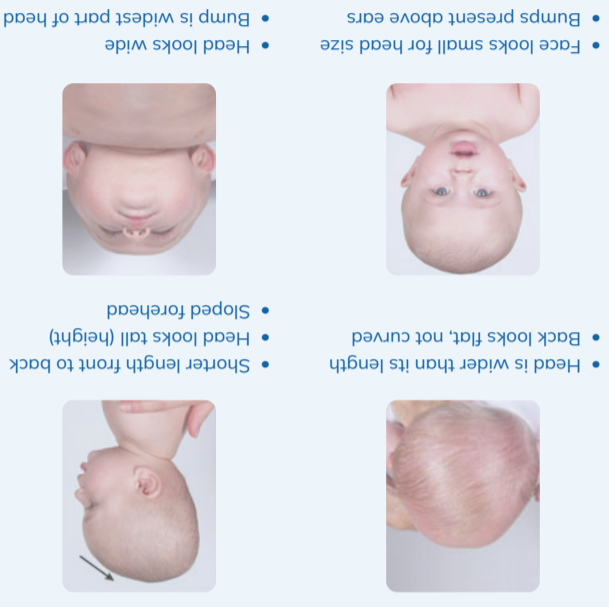 • Head is wider than its length
• Back looks flat, not curved
• Shorter length front to back
• Head looks tall (height)
• Sloped forehead
• Face looks small for head size
• Bumps present above ears
• Head looks wide
• Bump is widest part of head